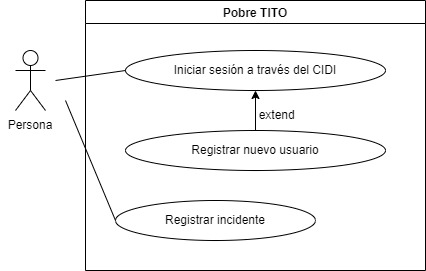 Pobre TITO
Iniciar sesión a través del CIDI
extend
Persona
Registrar nuevo usuario
Registrar incidente